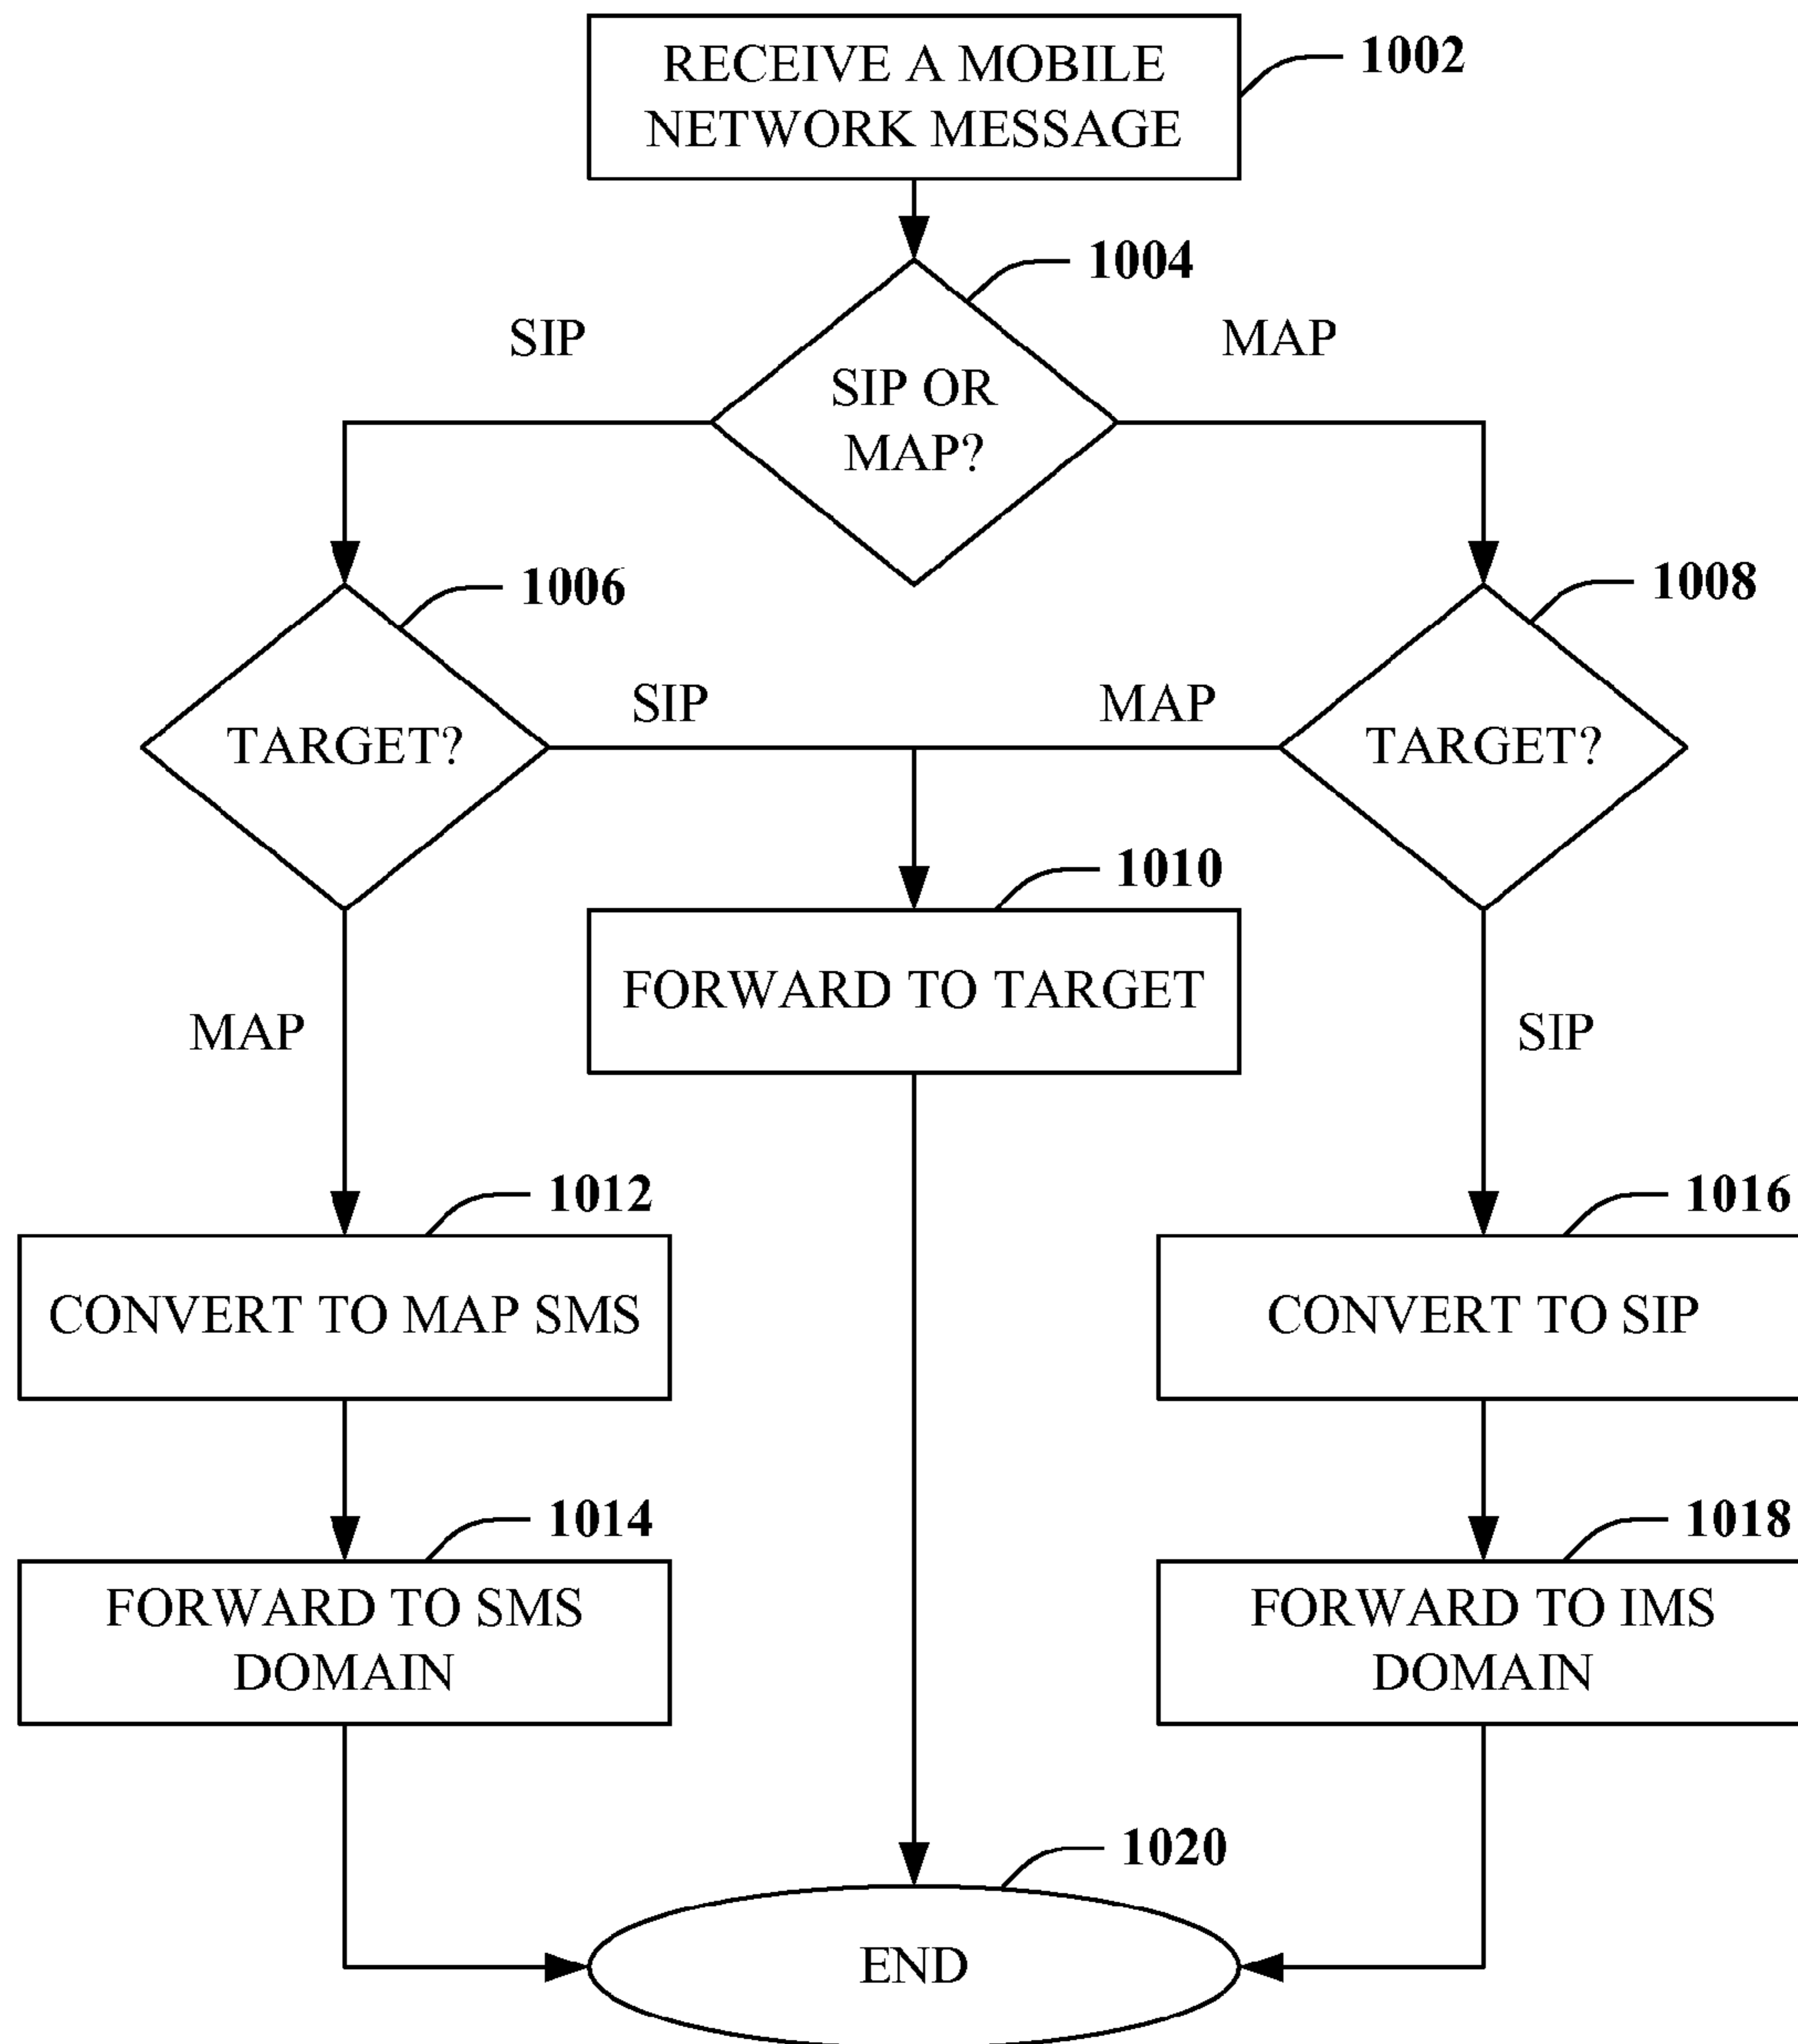 RECEIVE A MOBILE
NETWORK MESSAGE
1002
1004
SIP
MAP
SIP OR
MAP?
1006
1008
TARGET?
SIP
MAP
TARGET?
1010
FORWARD TO TARGET
MAP
SIP
1012
1016
CONVERT TO MAP SMS
CONVERT TO SIP
1014
1018
FORWARD TO SMS
DOMAIN
FORWARD TO IMS
DOMAIN
1020
END